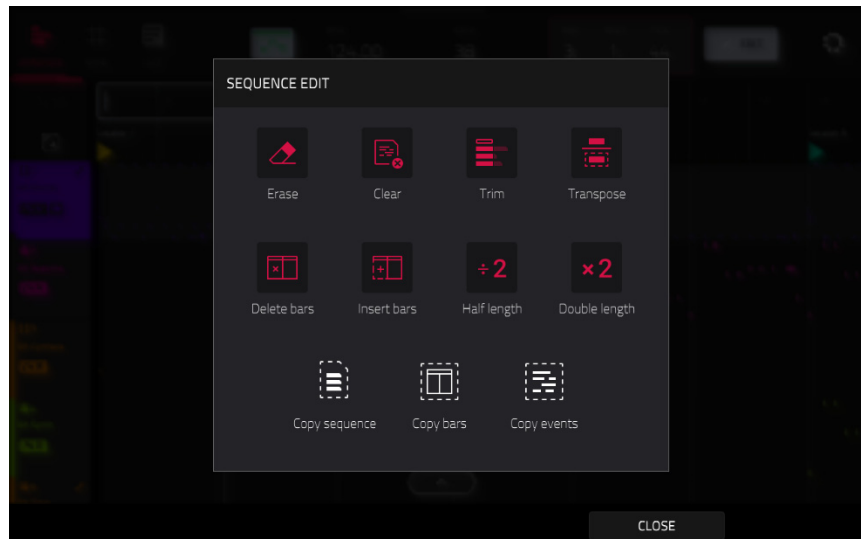 SEQUENCE EDIT
Erase
Clear
Trim
Transpose
÷2
×2
Delete bars
Insert bars
Half length
Double length
Copy sequence
Copy bars
Copy events
CLOSE